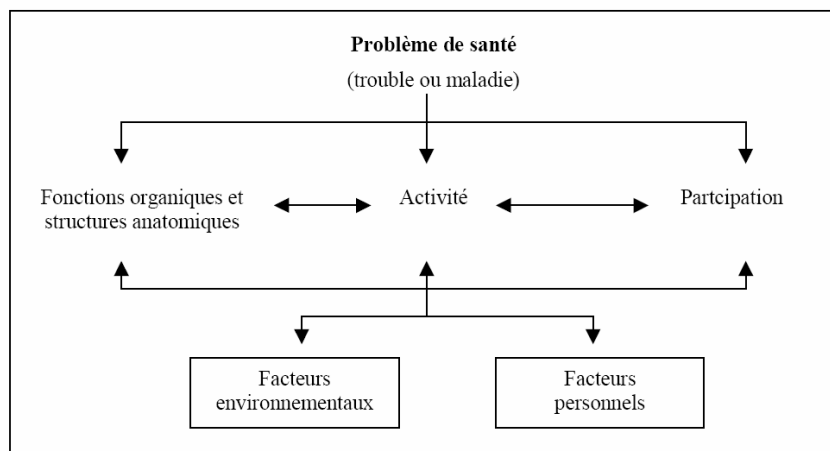 Problème de santé
(trouble ou maladie)
Fonctions organiques et
structures anatomiques
Activité
Partcipation
Facteurs
environnementaux
Facteurs
personnels